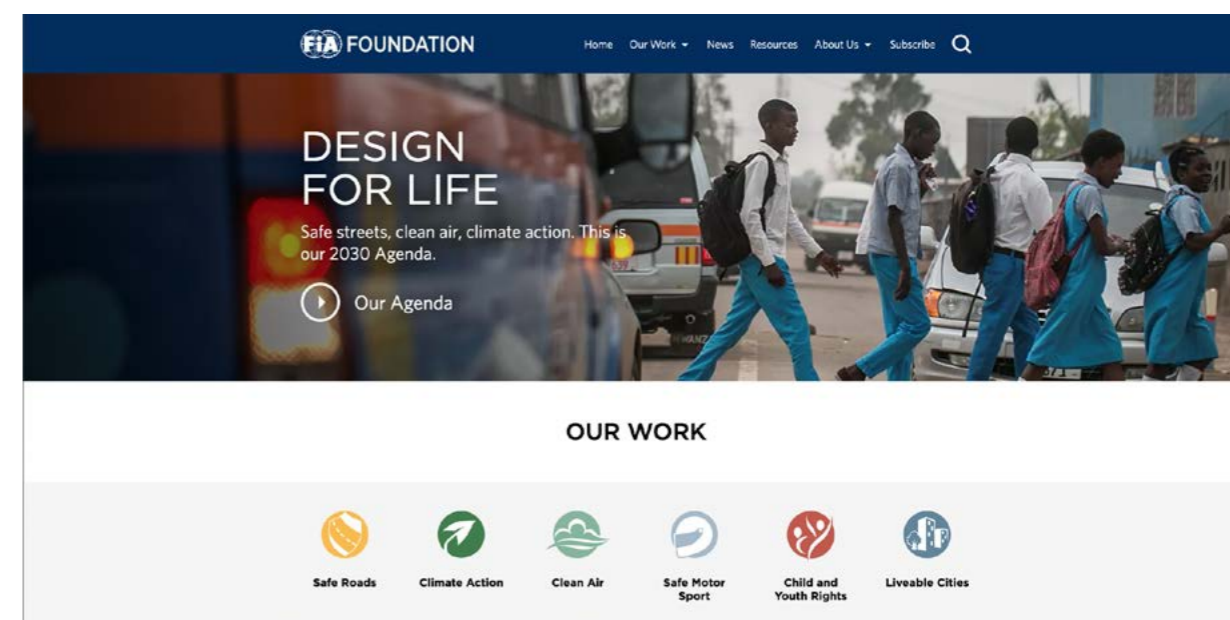 FiA FOUNDATION
Home Our Work News Resources About Us Subscribe
DESIGN
FOR LIFE
Safe streets, clean air, climate action. This is
our 2030 Agenda.
Our Agenda
OUR WORK
Safe Roads
Climate Action
Clean Air
Safe Motor
Sport
Child and
Youth Rights
Liveable Cities